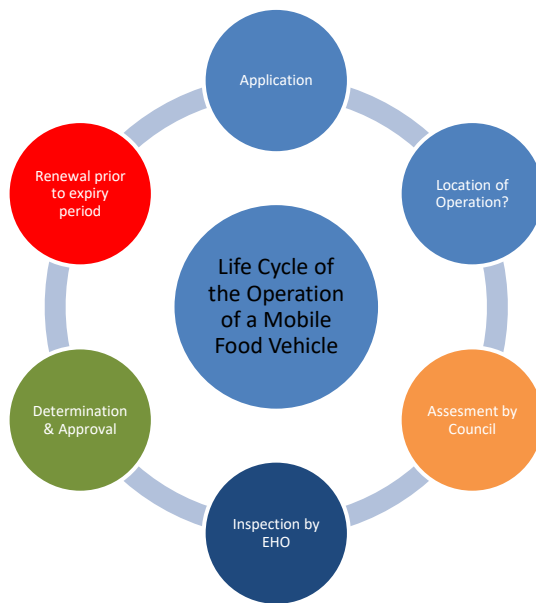 Application
Location of
Operation?
Assesment by
Council
Inspection by
EHO
Determination
& Approval
Renewal prior
to expiry
period
Life Cycle of
the Operation
of a Mobile
Food Vehicle